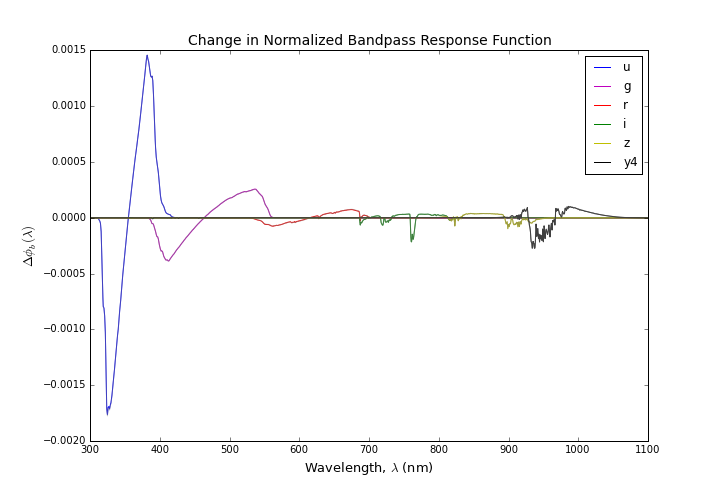 Change in Normalized Bandpass Response Function
0.0015
0.0010
0.0005
0.0000
−0.0005
−0.0010
−0.0015
−0.0020
Δϕ_b (λ)
u
g
r
i
z
y4
300 400 500 600 700 800 900 1000 1100
Wavelength, λ (nm)